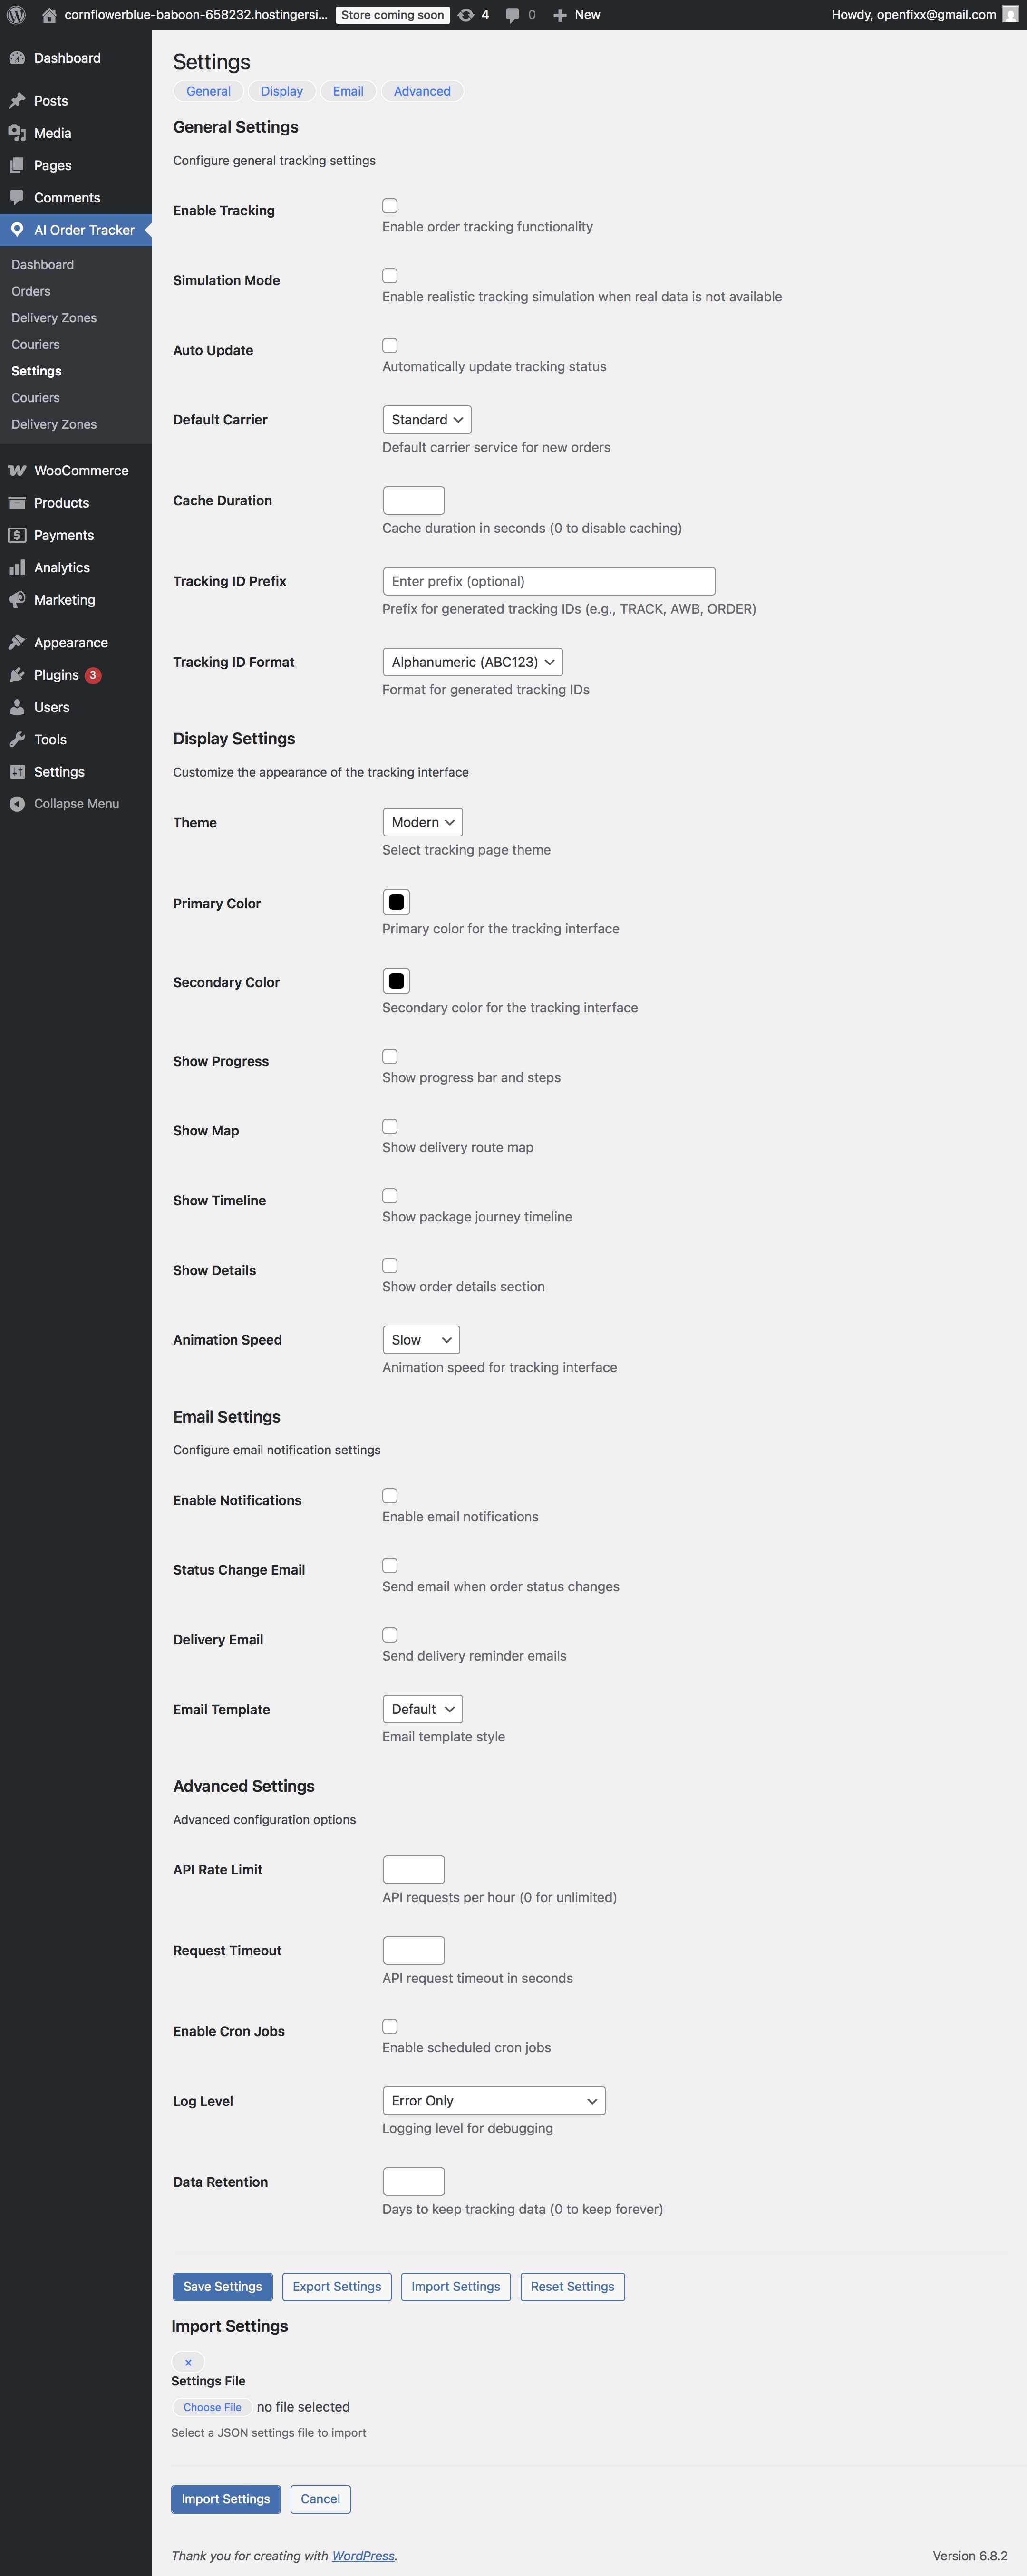 cornflowerblue-baboon-658232.hostingersi... Store coming soon 4 0 New Howdy, openfixx@gmail.com
Dashboard
Posts
Media
Pages
Comments
AI Order Tracker
Dashboard
Orders
Delivery Zones
Couriers
Settings
Couriers
Delivery Zones
WooCommerce
Products
Payments
Analytics
Marketing
Appearance
Plugins 3
Users
Tools
Settings
Collapse Menu
Settings
General Display Email Advanced
General Settings
Configure general tracking settings
Enable Tracking
Enable order tracking functionality
Simulation Mode
Enable realistic tracking simulation when real data is not available
Auto Update
Automatically update tracking status
Default Carrier Standard
Default carrier service for new orders
Cache Duration
Cache duration in seconds (0 to disable caching)
Tracking ID Prefix Enter prefix (optional)
Prefix for generated tracking IDs (e.g., TRACK, AWB, ORDER)
Tracking ID Format Alphanumeric (ABC123)
Format for generated tracking IDs
Display Settings
Customize the appearance of the tracking interface
Theme Modern
Select tracking page theme
Primary Color
Primary color for the tracking interface
Secondary Color
Secondary color for the tracking interface
Show Progress
Show progress bar and steps
Show Map
Show delivery route map
Show Timeline
Show package journey timeline
Show Details
Show order details section
Animation Speed Slow
Animation speed for tracking interface
Email Settings
Configure email notification settings
Enable Notifications
Enable email notifications
Status Change Email
Send email when order status changes
Delivery Email
Send delivery reminder emails
Email Template Default
Email template style
Advanced Settings
Advanced configuration options
API Rate Limit
API requests per hour (0 for unlimited)
Request Timeout
API request timeout in seconds
Enable Cron Jobs
Enable scheduled cron jobs
Log Level Error Only
Logging level for debugging
Data Retention
Days to keep tracking data (0 to keep forever)
Save Settings Export Settings Import Settings Reset Settings
Import Settings
×
Settings File
Choose File no file selected
Select a JSON settings file to import
Import Settings Cancel
Thank you for creating with WordPress. Version 6.8.2